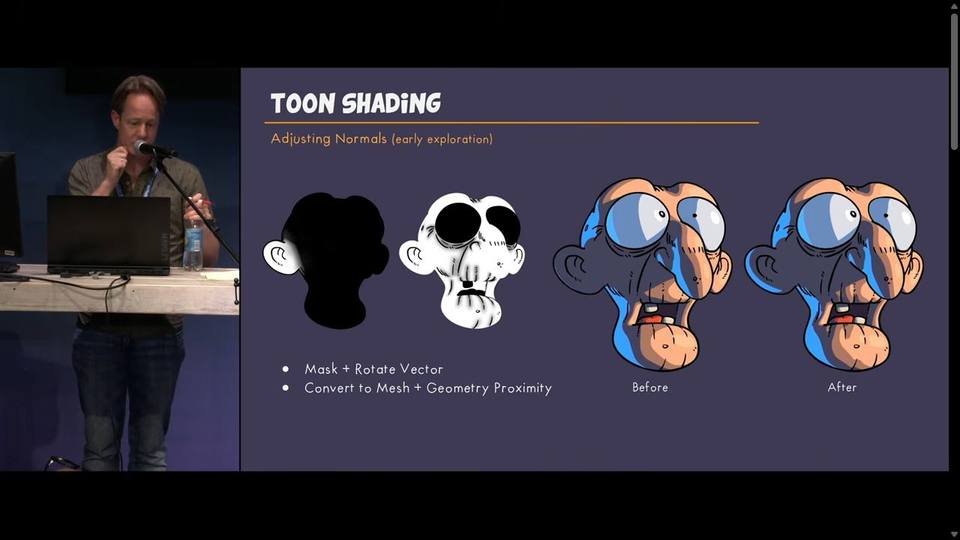 TOON SHADiNG
Adjusting Normals (early exploration)
• Mask + Rotate Vector
• Convert to Mesh + Geometry Proximity
Before
After